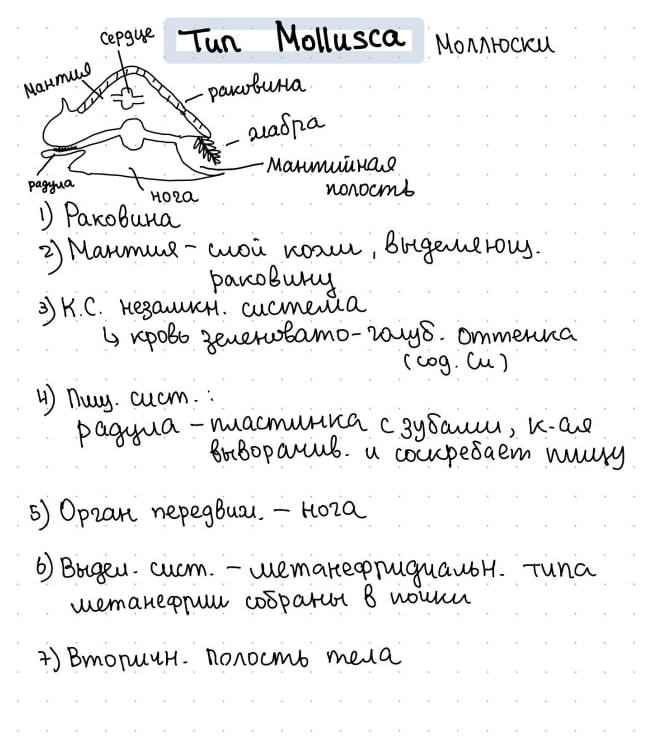 Тип Mollusca Моллюски
сердце
Мантия
раковина
жабра
мантийная
полость
радула
нога
1) Раковина
2) Мантия – слой кожи, выделяющ.
раковину
3) К.С. незамкн. система
↳ кровь зеленовато-голуб. оттенка
(сод. Cu)
4) Пищ. сист. :
радула – пластинка с зубами, к-ая
выворачив. и соскребает пищу
5) Орган передвиж. – нога
6) Выдел. сист. – метанефридиальн. типа
метанефрии собраны в почки
7) Вторичн. полость тела